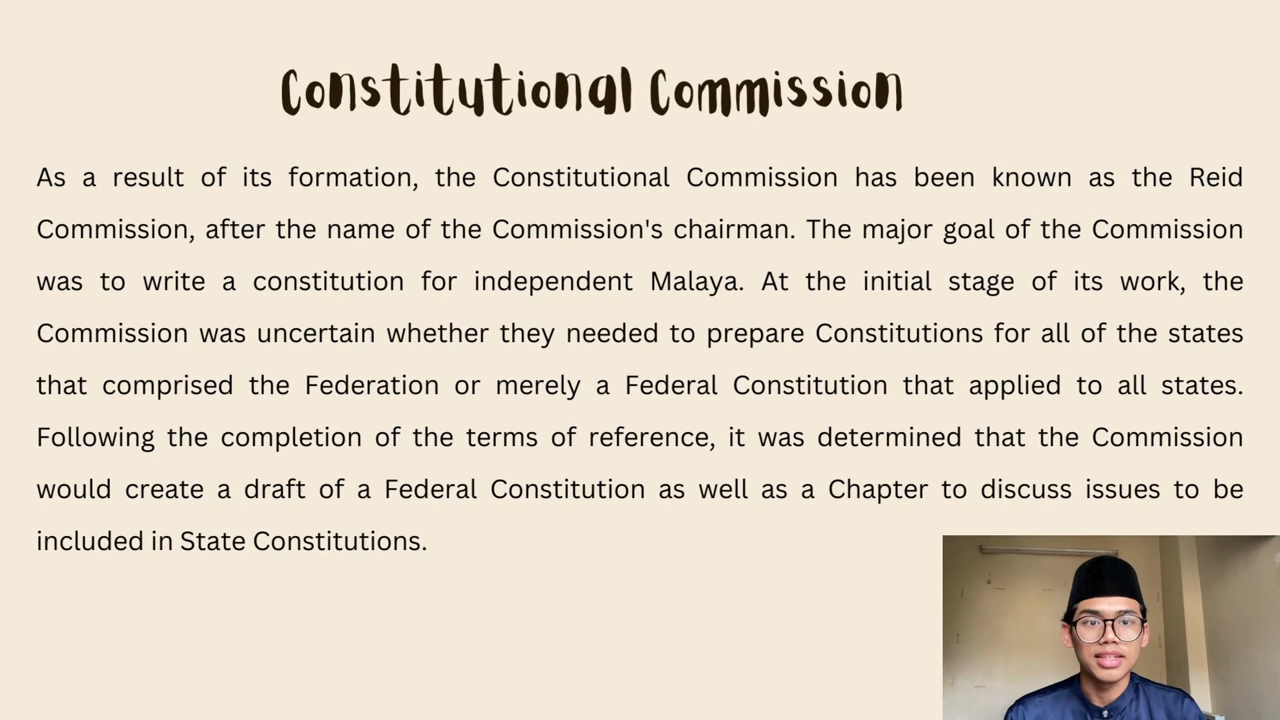 Constitutional Commission
As a result of its formation, the Constitutional Commission has been known as the Reid
Commission, after the name of the Commission's chairman. The major goal of the Commission
was to write a constitution for independent Malaya. At the initial stage of its work, the
Commission was uncertain whether they needed to prepare Constitutions for all of the states
that comprised the Federation or merely a Federal Constitution that applied to all states.
Following the completion of the terms of reference, it was determined that the Commission
would create a draft of a Federal Constitution as well as a Chapter to discuss issues to be
included in State Constitutions.